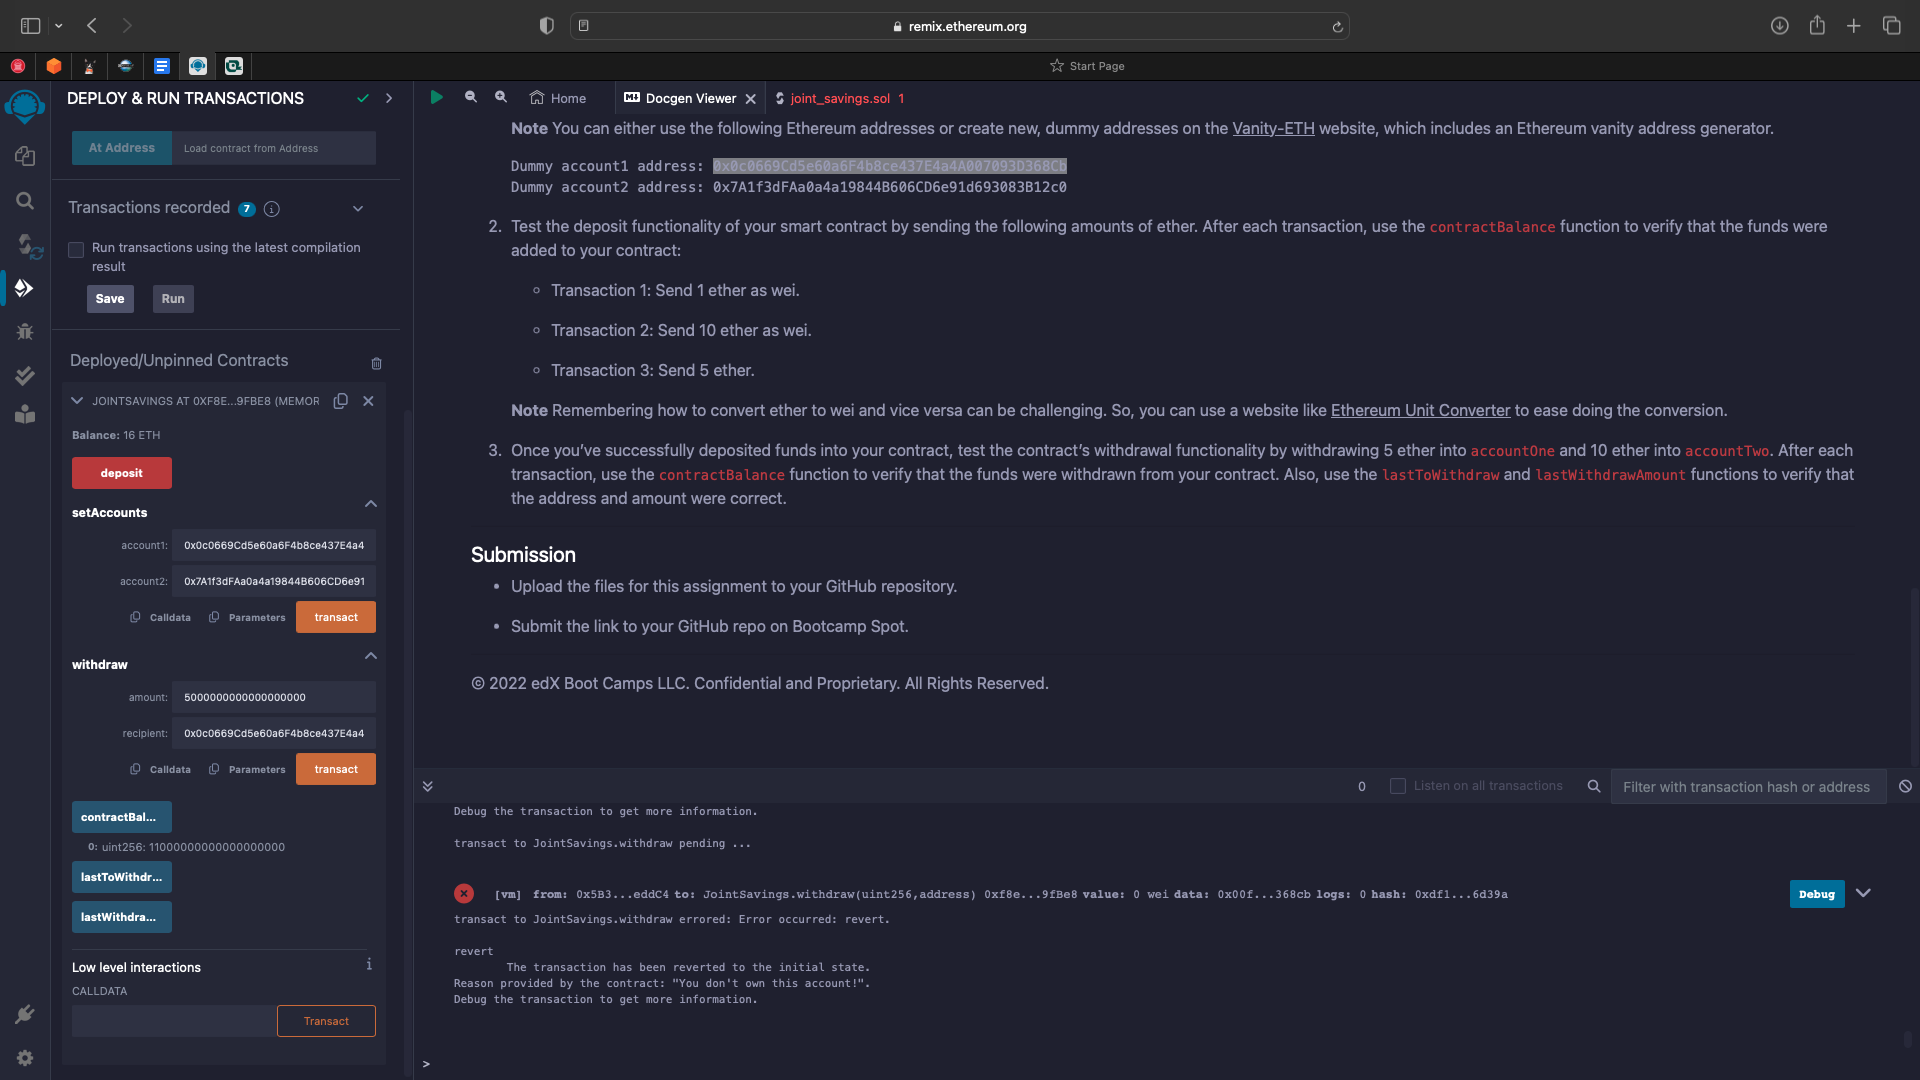 remix.ethereum.org
Start Page
DEPLOY & RUN TRANSACTIONS
At Address
Load contract from Address
Transactions recorded 7
Run transactions using the latest compilation
result
Save
Run
Deployed/Unpinned Contracts
JOINTSAVINGS AT 0XF8E...9FBE8 (MEMOR
Balance: 16 ETH
deposit
setAccounts
account1: 0x0c0669Cd5e60a6F4b8ce437E4a4
account2: 0x7A1f3dFAa0a4a19844B606CD6e91
Calldata
Parameters
transact
withdraw
amount: 5000000000000000000
recipient: 0x0c0669Cd5e60a6F4b8ce437E4a4
Calldata
Parameters
transact
contractBal...
0: uint256: 11000000000000000000
lastToWithdr...
lastWithdra...
Low level interactions
CALLDATA
Transact
Home
Docgen Viewer
joint_savings.sol 1
Note You can either use the following Ethereum addresses or create new, dummy addresses on the Vanity-ETH website, which includes an Ethereum vanity address generator.
Dummy account1 address: 0x0c0669Cd5e60a6F4b8ce437E4a4A007093D368Cb
Dummy account2 address: 0x7A1f3dFAa0a4a19844B606CD6e91d693083B12c0
2. Test the deposit functionality of your smart contract by sending the following amounts of ether. After each transaction, use the contractBalance function to verify that the funds were
added to your contract:
Transaction 1: Send 1 ether as wei.
Transaction 2: Send 10 ether as wei.
Transaction 3: Send 5 ether.
Note Remembering how to convert ether to wei and vice versa can be challenging. So, you can use a website like Ethereum Unit Converter to ease doing the conversion.
3. Once you’ve successfully deposited funds into your contract, test the contract’s withdrawal functionality by withdrawing 5 ether into accountOne and 10 ether into accountTwo. After each
transaction, use the contractBalance function to verify that the funds were withdrawn from your contract. Also, use the lastToWithdraw and lastWithdrawAmount functions to verify that
the address and amount were correct.
Submission
• Upload the files for this assignment to your GitHub repository.
• Submit the link to your GitHub repo on Bootcamp Spot.
© 2022 edX Boot Camps LLC. Confidential and Proprietary. All Rights Reserved.
0
Listen on all transactions
Filter with transaction hash or address
Debug the transaction to get more information.
transact to JointSavings.withdraw pending ...
[vm] from: 0x5B3...eddC4 to: JointSavings.withdraw(uint256,address) 0xf8e...9fBe8 value: 0 wei data: 0x00f...368cb logs: 0 hash: 0xdf1...6d39a
Debug
transact to JointSavings.withdraw errored: Error occurred: revert.
revert
The transaction has been reverted to the initial state.
Reason provided by the contract: "You don't own this account!".
Debug the transaction to get more information.
>